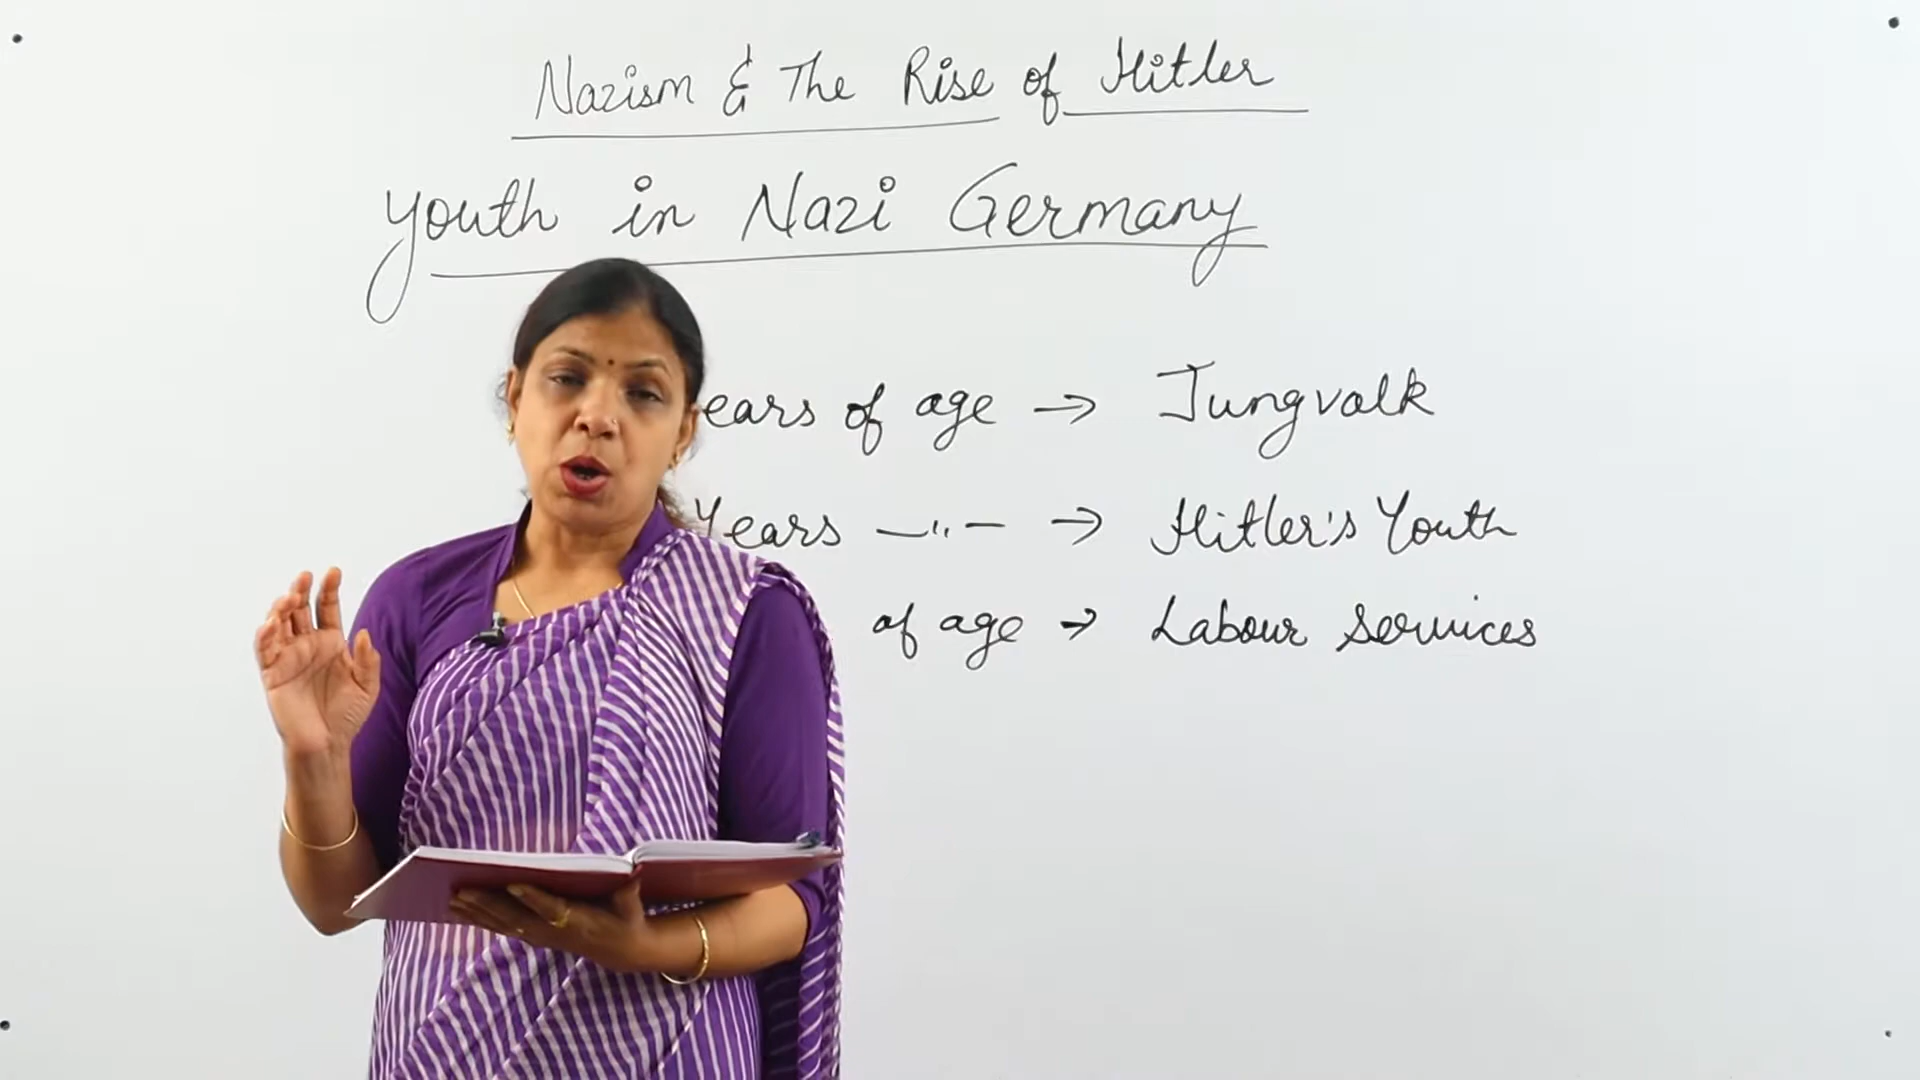 Nazism & The Rise of Hitler
Youth in Nazi Germany
ears of age → Jungvolk
Years —"— → Hitler's Youth
of age → Labour Services